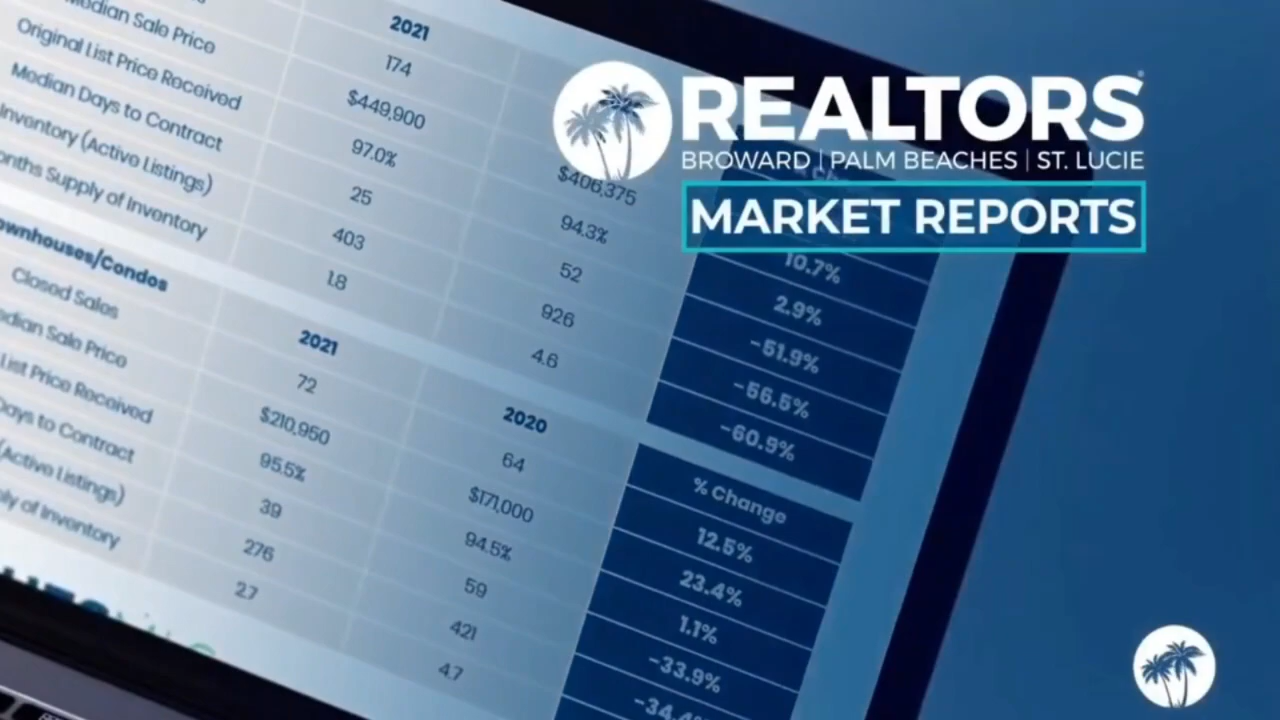 2021
Median Sale Price 174
Original List Price Received $449,900 $406,375
Median Days to Contract 97.0% 94.3% 10.7%
Inventory (Active Listings) 25 52 2.9%
Supply of Inventory 403 926 -51.9%
1.8 4.6 -56.5%
-60.9%
Townhouses/Condos 2021 2020 % Change
Closed Sales 72 64 12.5%
Sale Price $210,950 $171,000 23.4%
List Price Received 95.5% 94.5% 1.1%
Days to Contract 39 59 -33.9%
(Active Listings) 276 421
of Inventory 2.7 4.7
REALTORS®
BROWARD | PALM BEACHES | ST. LUCIE
MARKET REPORTS